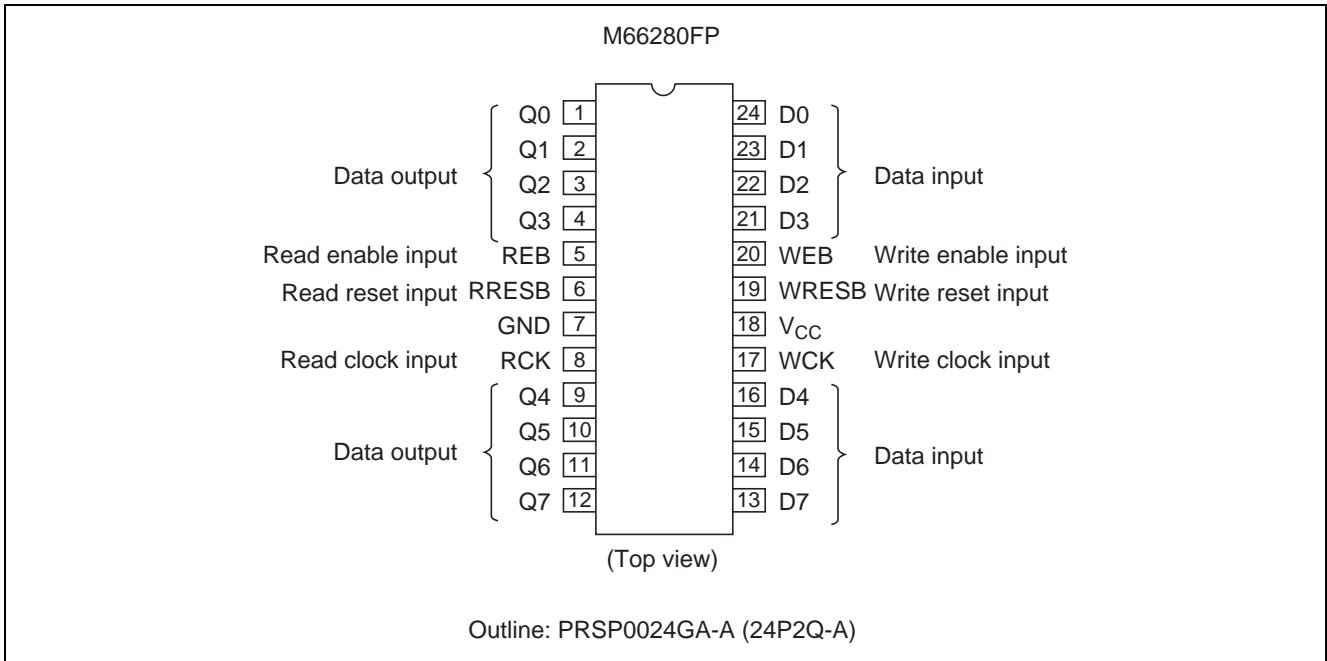 M66280FP
Q0 1 24 D0
Q1 2 23 D1
Data output Q2 3 22 D2 Data input
Q3 4 21 D3
Read enable input REB 5 20 WEB Write enable input
Read reset input RRESB 6 19 WRESB Write reset input
GND 7 18 VCC
Read clock input RCK 8 17 WCK Write clock input
Q4 9 16 D4
Q5 10 15 D5
Data output Q6 11 14 D6 Data input
Q7 12 13 D7
(Top view)
Outline: PRSP0024GA-A (24P2Q-A)